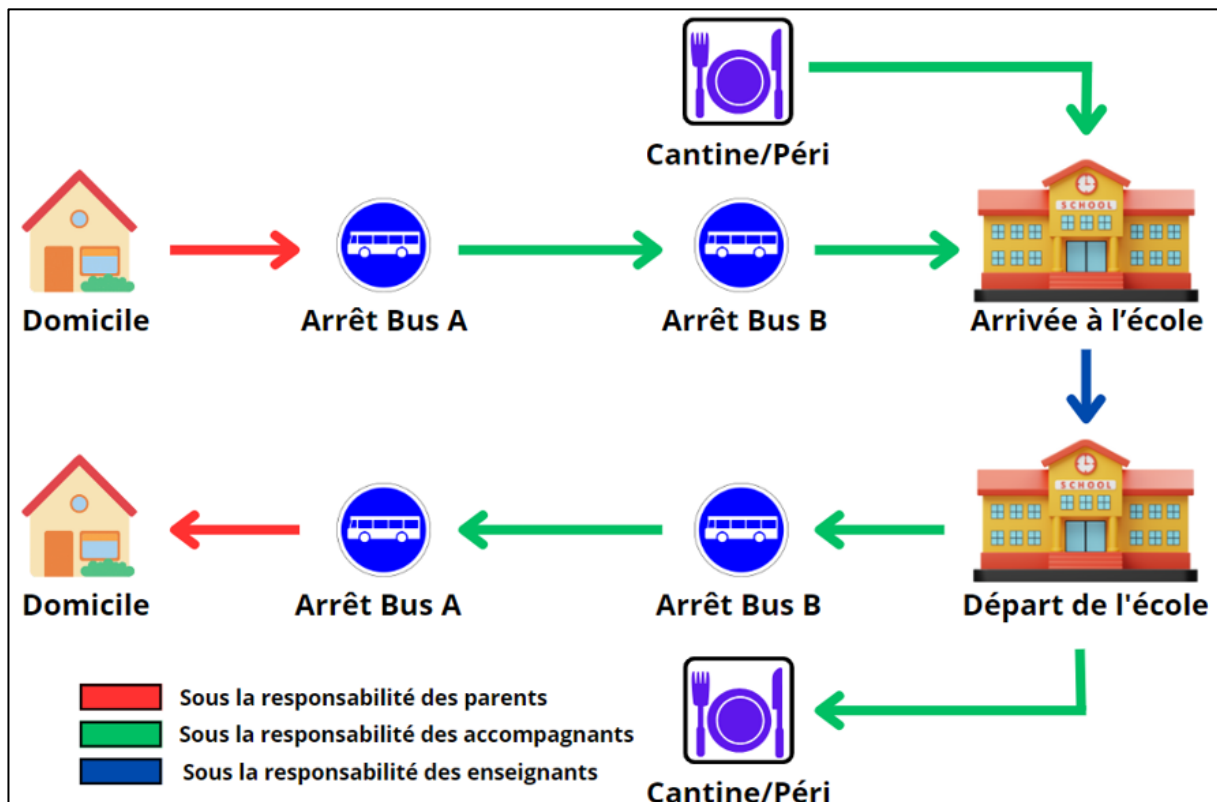 Cantine/Péri
SCHOOL
Domicile
Arrêt Bus A
Arrêt Bus B
Arrivée à l’école
SCHOOL
Domicile
Arrêt Bus A
Arrêt Bus B
Départ de l'école
Sous la responsabilité des parents
Sous la responsabilité des accompagnants
Sous la responsabilité des enseignants
Cantine/Péri